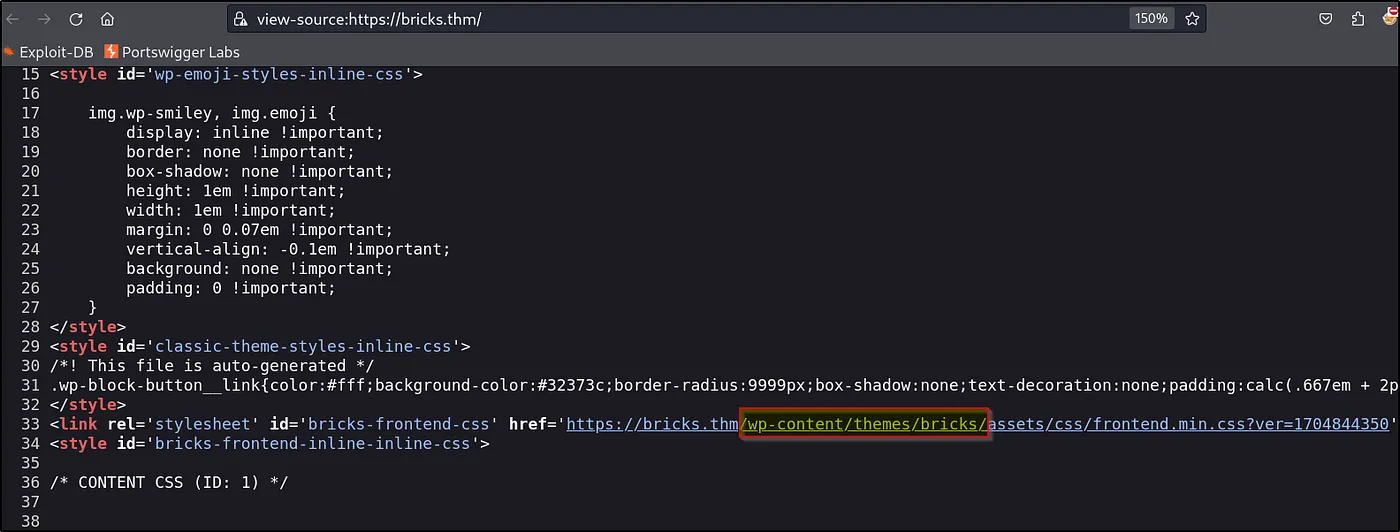 view-source:https://bricks.thm/ 150%
Exploit-DB Portswigger Labs
15 <style id='wp-emoji-styles-inline-css'>
16
17 img.wp-smiley, img.emoji {
18 display: inline !important;
19 border: none !important;
20 box-shadow: none !important;
21 height: 1em !important;
22 width: 1em !important;
23 margin: 0 0.07em !important;
24 vertical-align: -0.1em !important;
25 background: none !important;
26 padding: 0 !important;
27 }
28 </style>
29 <style id='classic-theme-styles-inline-css'>
30 /*! This file is auto-generated */
31 .wp-block-button__link{color:#fff;background-color:#32373c;border-radius:9999px;box-shadow:none;text-decoration:none;padding:calc(.667em + 2p
32 </style>
33 <link rel='stylesheet' id='bricks-frontend-css' href='https://bricks.thm/wp-content/themes/bricks/assets/css/frontend.min.css?ver=1704844350'
34 <style id='bricks-frontend-inline-inline-css'>
35
36 /* CONTENT CSS (ID: 1) */
37
38